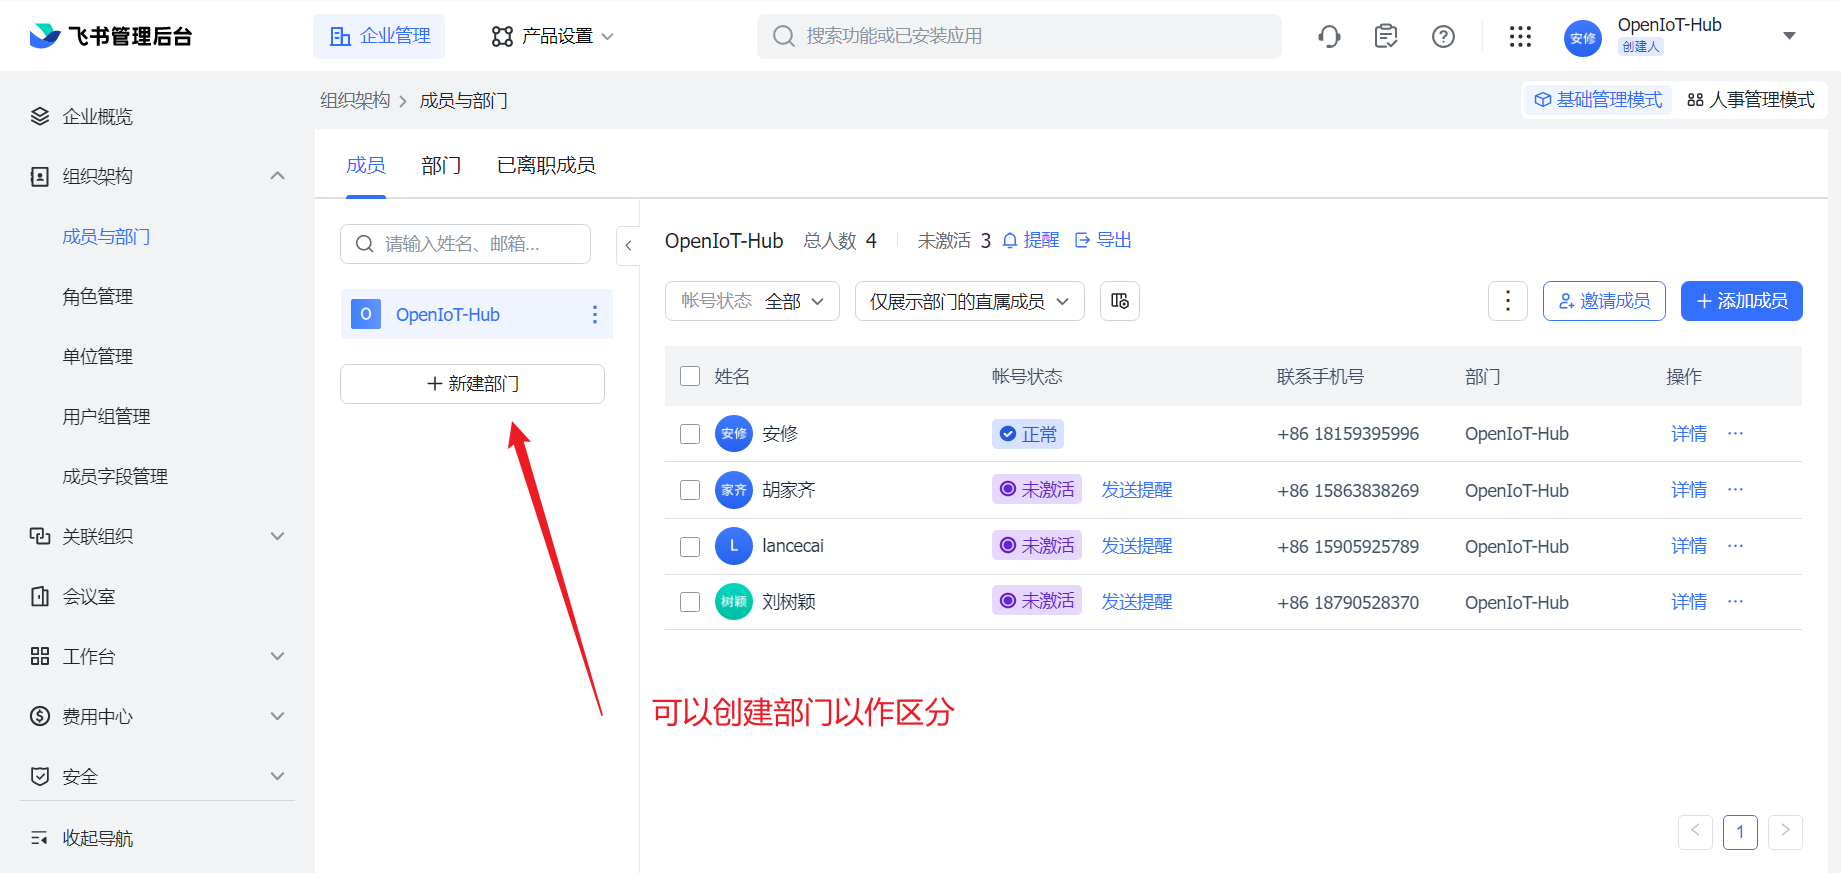 飞书管理后台
企业管理
产品设置
搜索功能或已安装应用
安修
OpenIoT-Hub
创建人
企业概览
组织架构
成员与部门
角色管理
单位管理
用户组管理
成员字段管理
关联组织
会议室
工作台
费用中心
安全
收起导航
组织架构 > 成员与部门
基础管理模式
人事管理模式
成员 部门 已离职成员
请输入姓名、邮箱...
O OpenIoT-Hub
+ 新建部门
OpenIoT-Hub 总人数 4 未激活 3 提醒 导出
帐号状态 全部
仅展示部门的直属成员
邀请成员
+ 添加成员
姓名 帐号状态 联系手机号 部门 操作
安修 安修 正常 +86 18159395996 OpenIoT-Hub 详情 ···
家齐 胡家齐 未激活 发送提醒 +86 15863838269 OpenIoT-Hub 详情 ···
L lancecai 未激活 发送提醒 +86 15905925789 OpenIoT-Hub 详情 ···
树颖 刘树颖 未激活 发送提醒 +86 18790528370 OpenIoT-Hub 详情 ···
可以创建部门以作区分
< 1 >